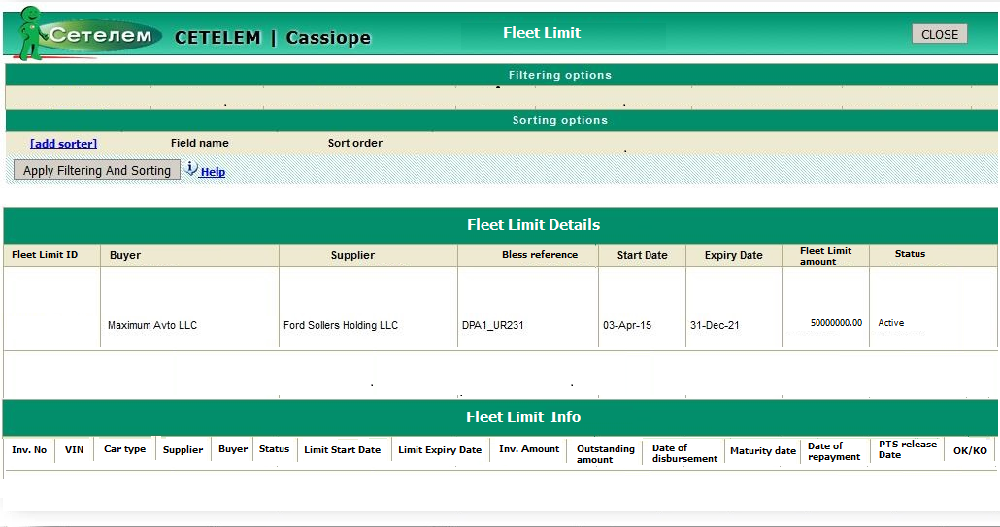 Сетелем
CETELEM | Cassiope
Fleet Limit
CLOSE
Filtering options
Sorting options
[add sorter] Field name Sort order
Apply Filtering And Sorting Help
Fleet Limit Details
Fleet Limit ID Buyer Supplier Bless reference Start Date Expiry Date Fleet Limit amount Status
Maximum Avto LLC Ford Sollers Holding LLC DPA1_UR231 03-Apr-15 31-Dec-21 50000000.00 Active
Fleet Limit Info
Inv. No VIN Car type Supplier Buyer Status Limit Start Date Limit Expiry Date Inv. Amount Outstanding amount Date of disbursement Maturity date Date of repayment PTS release Date OK/KO